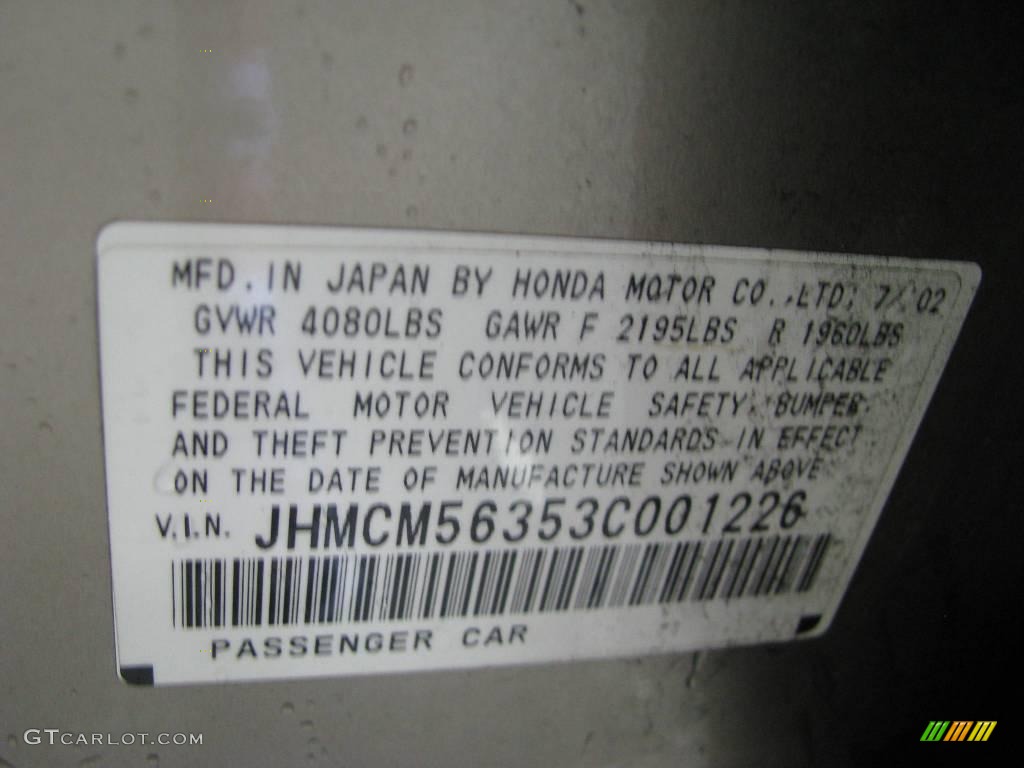 MFD. IN JAPAN BY HONDA MOTOR CO., LTD; 7/02
GVWR 4080LBS GAWR F 2195LBS R 1960LBS
THIS VEHICLE CONFORMS TO ALL APPLICABLE
FEDERAL MOTOR VEHICLE SAFETY, BUMPER,
AND THEFT PREVENTION STANDARDS IN EFFECT
ON THE DATE OF MANUFACTURE SHOWN ABOVE
V.I.N. JHMCM56353C001226
PASSENGER CAR
GTCARLOT.COM